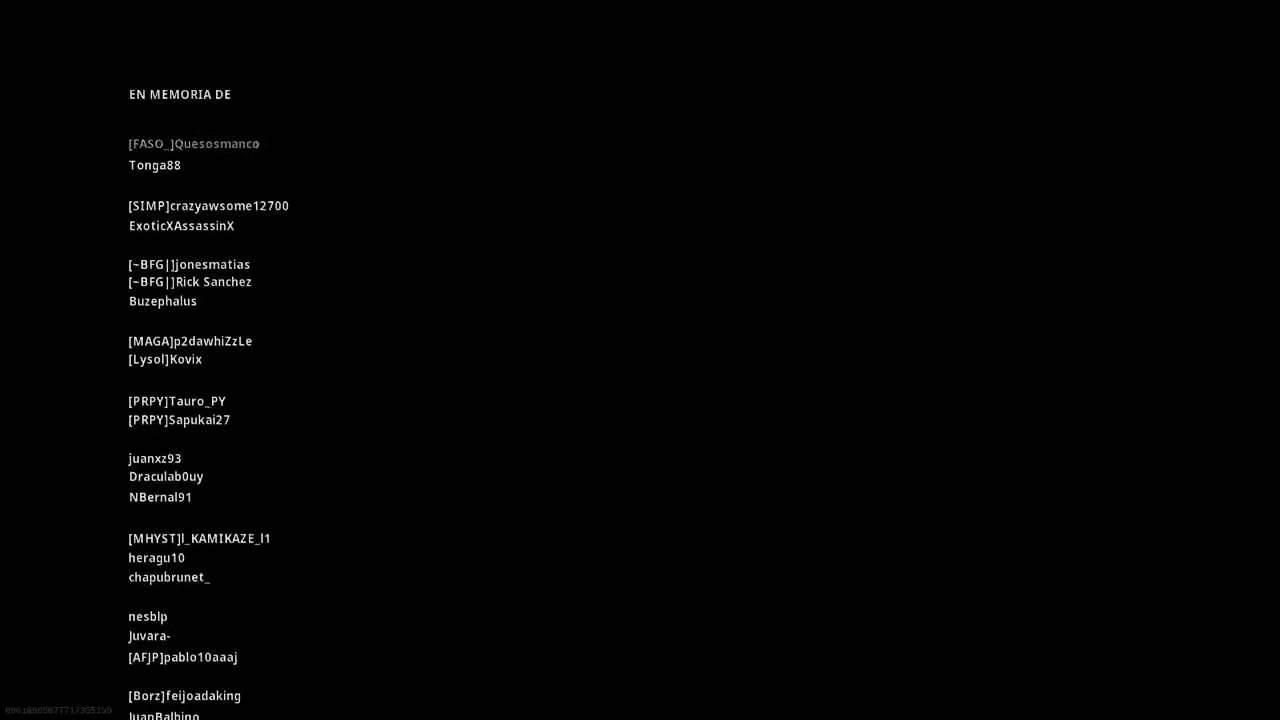 EN MEMORIA DE
[FASO_]Quesosmanco
Tonga88
[SIMP]crazyawsome12700
ExoticXAssassinX
[~BFG|]jonesmatias
[~BFG|]Rick Sanchez
Buzephalus
[MAGA]p2dawhiZzLe
[Lysol]Kovix
[PRPY]Tauro_PY
[PRPY]Sapukai27
juanxz93
Draculab0uy
NBernal91
[MHYST]l_KAMIKAZE_l1
heragu10
chapubrunet_
nesblp
Juvara-
[AFJP]pablo10aaaj
[Borz]feijoadaking
JuanBalbino